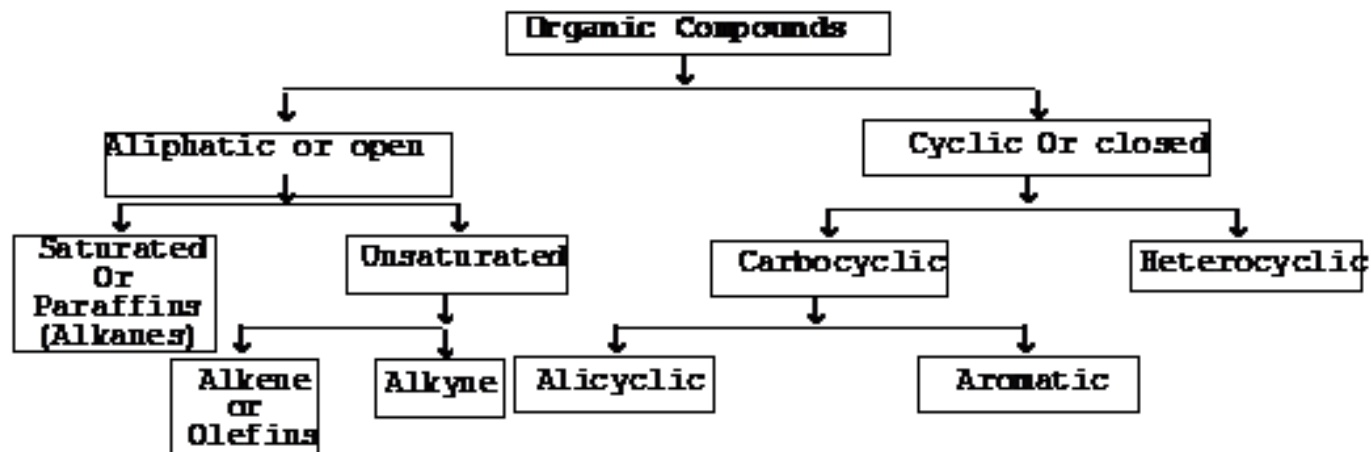 Organic Compounds
Aliphatic or open
Cyclic Or closed
Saturated
Or
Paraffins
(Alkanes)
Unsaturated
Carbocyclic
Heterocyclic
Alkene
or
Olefins
Alkyne
Alicyclic
Aromatic